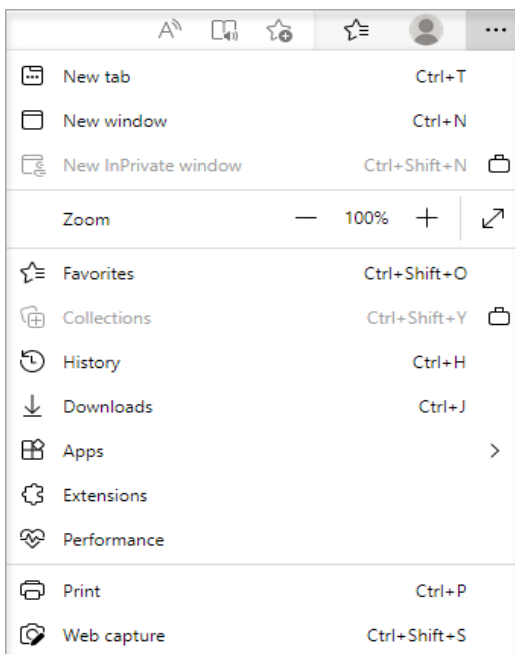 New tab Ctrl+T
New window Ctrl+N
New InPrivate window Ctrl+Shift+N
Zoom — 100% +
Favorites Ctrl+Shift+O
Collections Ctrl+Shift+Y
History Ctrl+H
Downloads Ctrl+J
Apps
Extensions
Performance
Print Ctrl+P
Web capture Ctrl+Shift+S